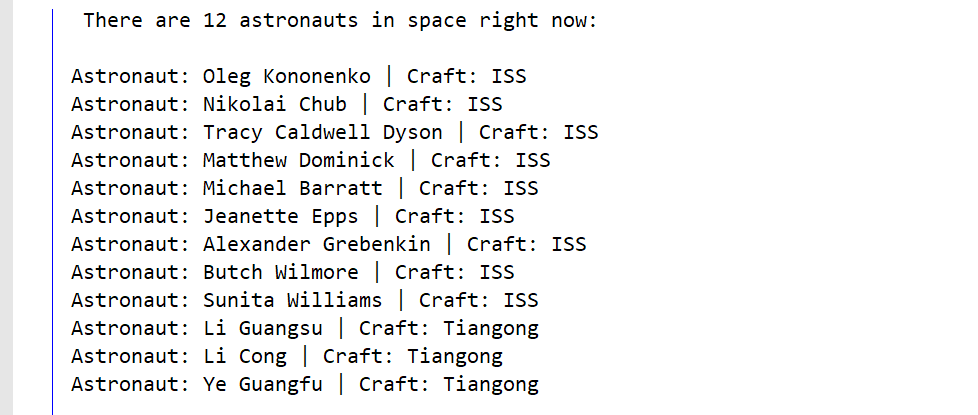 There are 12 astronauts in space right now:
Astronaut: Oleg Kononenko | Craft: ISS
Astronaut: Nikolai Chub | Craft: ISS
Astronaut: Tracy Caldwell Dyson | Craft: ISS
Astronaut: Matthew Dominick | Craft: ISS
Astronaut: Michael Barratt | Craft: ISS
Astronaut: Jeanette Epps | Craft: ISS
Astronaut: Alexander Grebenkin | Craft: ISS
Astronaut: Butch Wilmore | Craft: ISS
Astronaut: Sunita Williams | Craft: ISS
Astronaut: Li Guangsu | Craft: Tiangong
Astronaut: Li Cong | Craft: Tiangong
Astronaut: Ye Guangfu | Craft: Tiangong